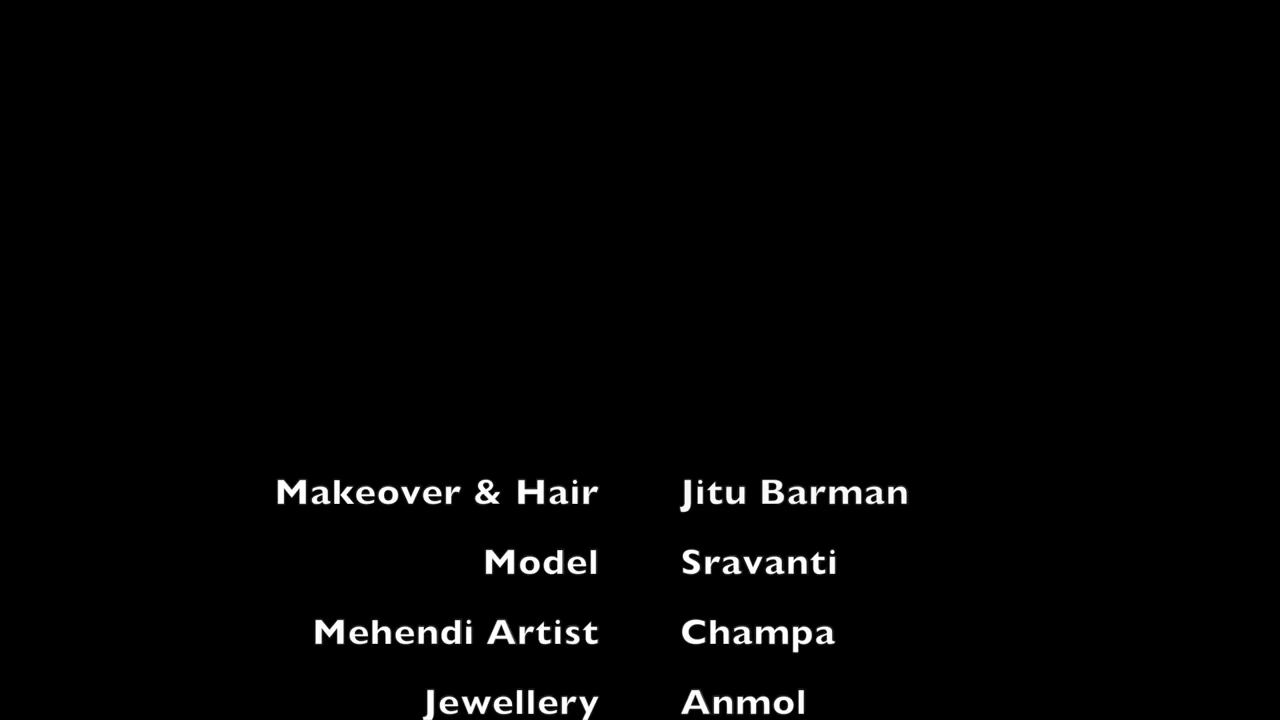 Makeover & Hair Jitu Barman
Model Sravanti
Mehendi Artist Champa
Jewellery Anmol